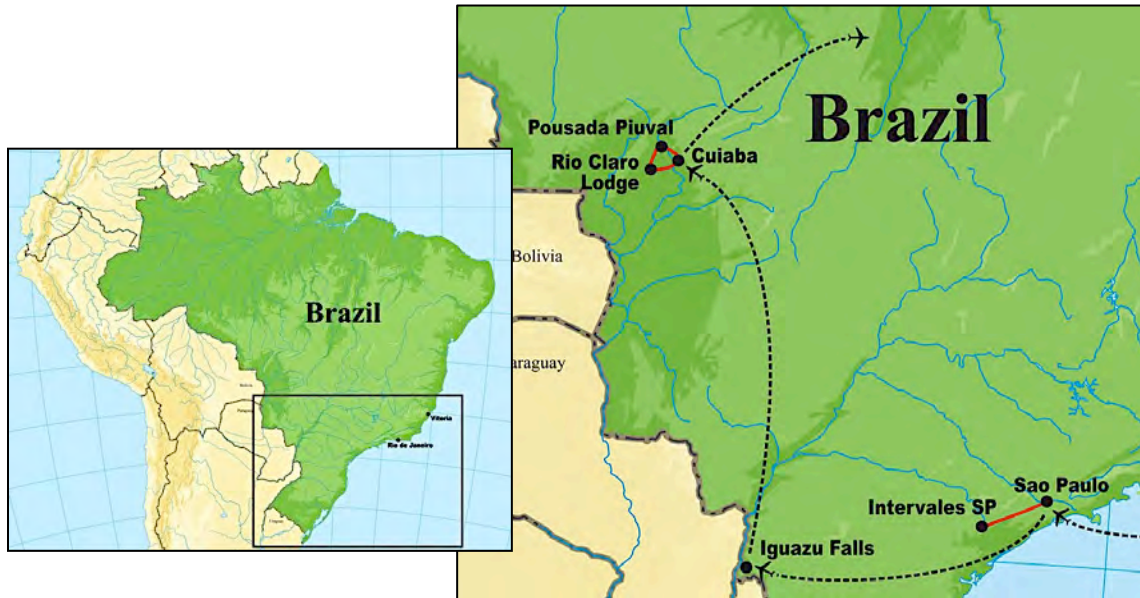 Brazil
Vitoria
Rio de Janeiro
Brazil
Pousada Piuval
Rio Claro
Lodge
Cuiaba
Bolivia
araguay
Sao Paulo
Intervales SP
Iguazu Falls